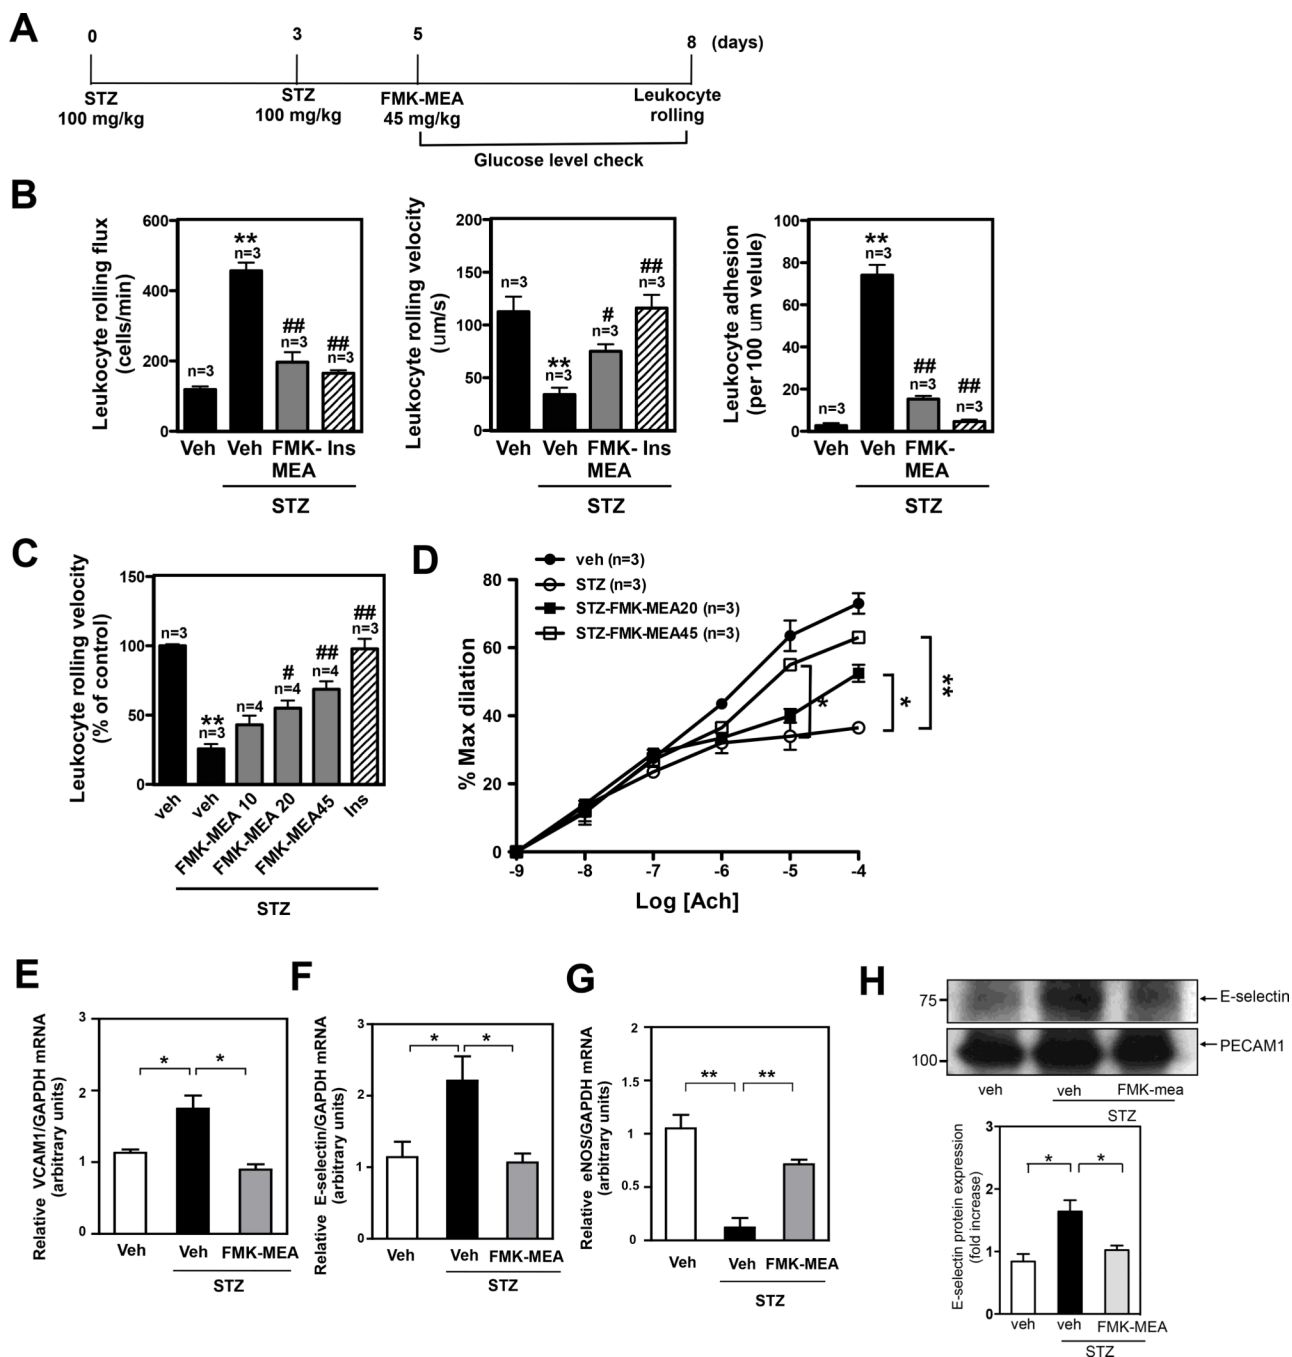 A
0 3 5 8 (days)
STZ STZ FMK-MEA Leukocyte
100 mg/kg 100 mg/kg 45 mg/kg rolling
Glucose level check
B
Leukocyte rolling flux
(cells/min)
600
400
200
0
n=3
**
n=3
##
n=3
##
n=3
Veh Veh FMK- Ins
MEA
STZ
Leukocyte rolling velocity
(um/s)
200
150
100
50
0
n=3
**
n=3
#
n=3
##
n=3
Veh Veh FMK- Ins
MEA
STZ
Leukocyte adhesion
(per 100 um velule)
100
80
60
40
20
0
n=3
**
n=3
##
n=3
##
n=3
Veh Veh FMK-
MEA
STZ
C
Leukocyte rolling velocity
(% of control)
150
100
50
0
n=3
**
n=3
n=4
#
n=4
##
n=4
##
n=3
veh
veh
FMK-MEA 10
FMK-MEA 20
FMK-MEA45
Ins
STZ
D
veh (n=3)
STZ (n=3)
STZ-FMK-MEA20 (n=3)
STZ-FMK-MEA45 (n=3)
% Max dilation
80
60
40
20
0
*
*
**
-9 -8 -7 -6 -5 -4
Log [Ach]
E
Relative VCAM1/GAPDH mRNA
(arbitrary units)
3
2
1
0
* *
Veh Veh FMK-MEA
STZ
F
Relative E-selectin/GAPDH mRNA
(arbitrary units)
3
2
1
0
* *
Veh Veh FMK-MEA
STZ
G
Relative eNOS/GAPDH mRNA
(arbitrary units)
2
1.5
1
0.5
0
** **
Veh Veh FMK-MEA
STZ
H
75 E-selectin
100 PECAM1
veh veh FMK-mea
STZ
E-selectin protein expression
(fold increase)
3
2
1
0
* *
veh veh FMK-MEA
STZ